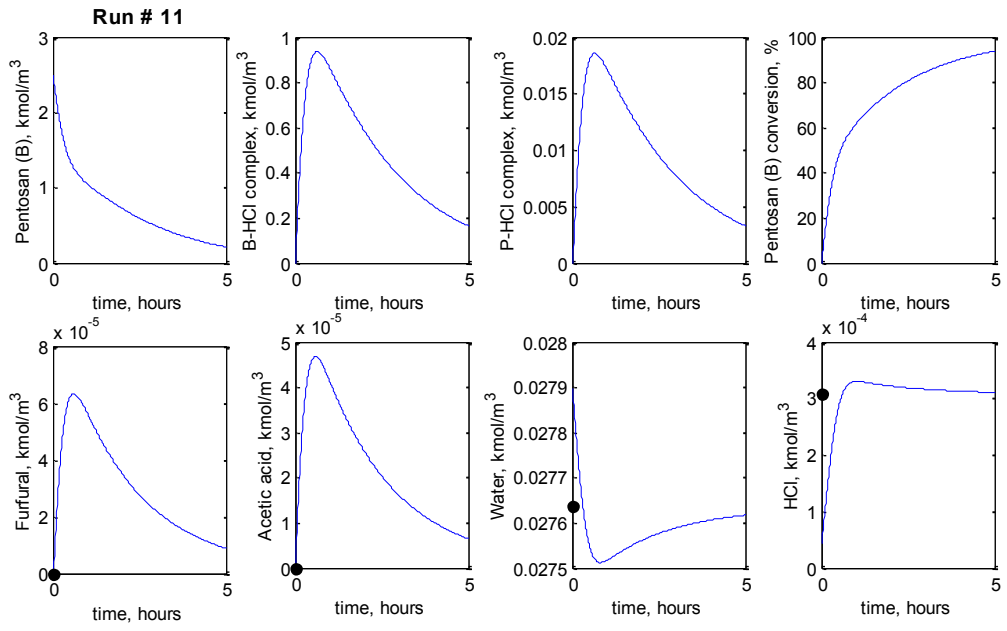 Run # 11
Pentosan (B), kmol/m³
3
2
1
0
0
5
time, hours
B-HCl complex, kmol/m³
1
0.8
0.6
0.4
0.2
0
0
5
time, hours
P-HCl complex, kmol/m³
0.02
0.015
0.01
0.005
0
0
5
time, hours
Pentosan (B) conversion, %
100
80
60
40
20
0
0
5
time, hours
Furfural, kmol/m³
x 10⁻⁵
8
6
4
2
0
0
5
time, hours
Acetic acid, kmol/m³
x 10⁻⁵
5
4
3
2
1
0
0
5
time, hours
Water, kmol/m³
0.028
0.0279
0.0278
0.0277
0.0276
0.0275
0
5
time, hours
HCl, kmol/m³
x 10⁻⁴
4
3
2
1
0
0
5
time, hours